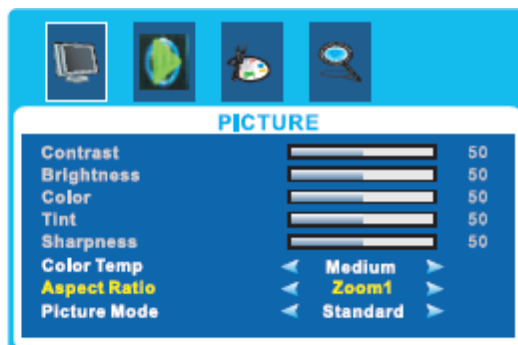 PICTURE
Contrast 50
Brightness 50
Color 50
Tint 50
Sharpness 50
Color Temp Medium
Aspect Ratio Zoom1
Picture Mode Standard